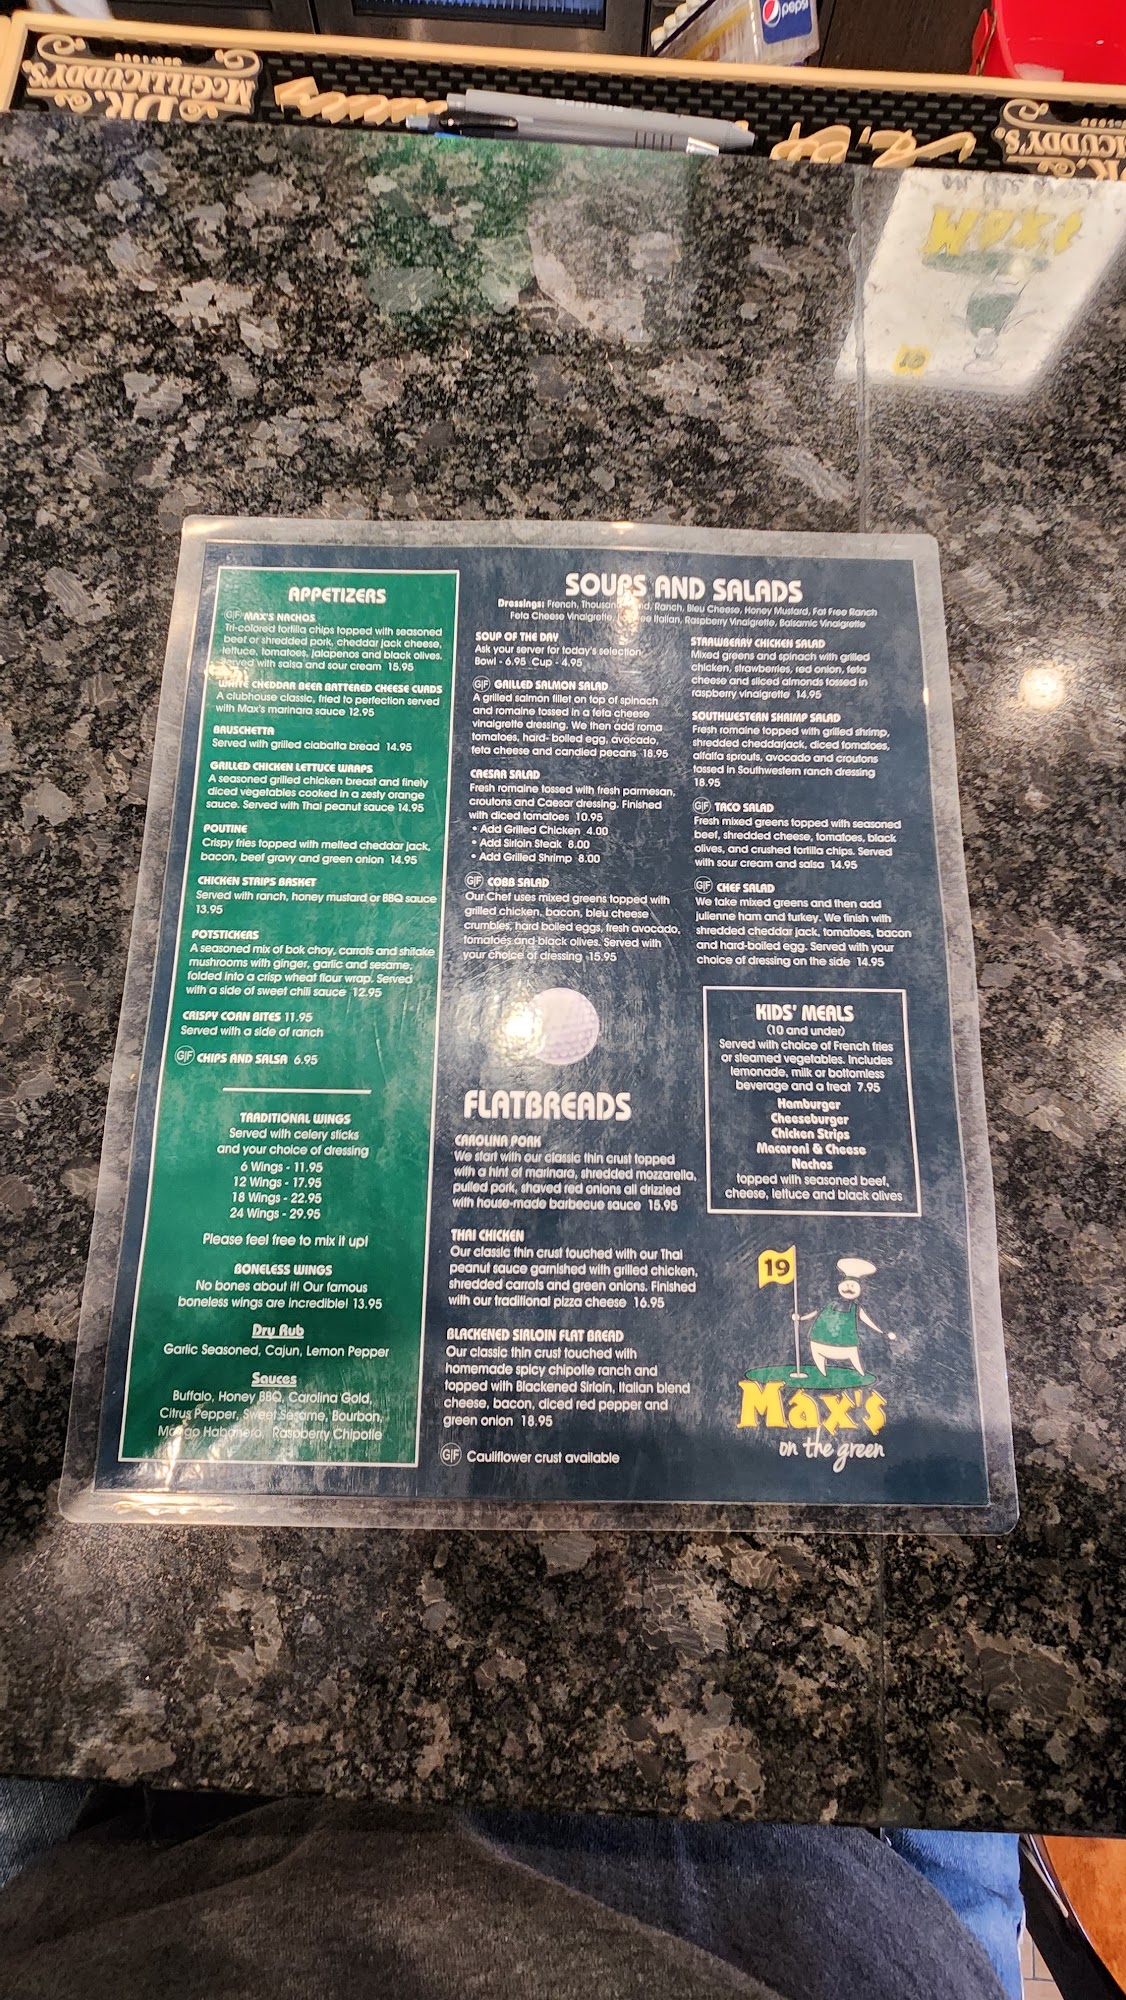 pepsi
DR.
McGILLICUDDY'S
DR.
ICUDDY'S
Max's
19
APPETIZERS
GF MAX'S NACHOS
Tri-colored tortilla chips topped with seasoned
beef or shredded pork, cheddar jack cheese,
lettuce, tomatoes, jalapenos and black olives.
Served with salsa and sour cream 15.95
WHITE CHEDDAR BEER BATTERED CHEESE CURDS
A clubhouse classic, fried to perfection served
with Max's marinara sauce 12.95
BRUSCHETTA
Served with grilled ciabatta bread 14.95
GRILLED CHICKEN LETTUCE WRAPS
A seasoned grilled chicken breast and finely
diced vegetables cooked in a zesty orange
sauce. Served with Thai peanut sauce 14.95
POUTINE
Crispy fries topped with melted cheddar jack,
bacon, beef gravy and green onion 14.95
CHICKEN STRIPS BASKET
Served with ranch, honey mustard or BBQ sauce
13.95
POTSTICKERS
A seasoned mix of bok choy, carrots and shitake
mushrooms with ginger, garlic and sesame,
folded into a crisp wheat flour wrap. Served
with a side of sweet chili sauce 12.95
CRISPY CORN BITES 11.95
Served with a side of ranch
GF CHIPS AND SALSA 6.95
TRADITIONAL WINGS
Served with celery sticks
and your choice of dressing
6 Wings - 11.95
12 Wings - 17.95
18 Wings - 22.95
24 Wings - 29.95
Please feel free to mix it up!
BONELESS WINGS
No bones about it! Our famous
boneless wings are incredible! 13.95
Dry Rub
Garlic Seasoned, Cajun, Lemon Pepper
Sauces
Buffalo, Honey BBQ, Carolina Gold,
Citrus Pepper, Sweet Sesame, Bourbon,
Mango Habanero, Raspberry Chipotle
SOUPS AND SALADS
Dressings: French, Thousand Island, Ranch, Bleu Cheese, Honey Mustard, Fat Free Ranch
Feta Cheese Vinaigrette, Italian, Raspberry Vinaigrette, Balsamic Vinaigrette
SOUP OF THE DAY
Ask your server for today's selection
Bowl - 6.95 Cup - 4.95
GF GRILLED SALMON SALAD
A grilled salmon fillet on top of spinach
and romaine tossed in a feta cheese
vinaigrette dressing. We then add roma
tomatoes, hard- boiled egg, avocado,
feta cheese and candied pecans 18.95
CAESAR SALAD
Fresh romaine tossed with fresh parmesan,
croutons and Caesar dressing. Finished
with diced tomatoes 10.95
• Add Grilled Chicken 4.00
• Add Sirloin Steak 8.00
• Add Grilled Shrimp 8.00
GF COBB SALAD
Our Chef uses mixed greens topped with
grilled chicken, bacon, bleu cheese
crumbles, hard boiled eggs, fresh avocado,
tomatoes and black olives. Served with
your choice of dressing 15.95
STRAWBERRY CHICKEN SALAD
Mixed greens and spinach with grilled
chicken, strawberries, red onion, feta
cheese and sliced almonds tossed in
raspberry vinaigrette 14.95
SOUTHWESTERN SHRIMP SALAD
Fresh romaine topped with grilled shrimp,
shredded cheddarjack, diced tomatoes,
alfalfa sprouts, avocado and croutons
tossed in Southwestern ranch dressing
18.95
GF TACO SALAD
Fresh mixed greens topped with seasoned
beef, shredded cheese, tomatoes, black
olives, and crushed tortilla chips. Served
with sour cream and salsa 14.95
GF CHEF SALAD
We take mixed greens and then add
julienne ham and turkey. We finish with
shredded cheddar jack, tomatoes, bacon
and hard-boiled egg. Served with your
choice of dressing on the side 14.95
FLATBREADS
CAROLINA PORK
We start with our classic thin crust topped
with a hint of marinara, shredded mozzarella,
pulled pork, shaved red onions all drizzled
with house-made barbecue sauce 15.95
THAI CHICKEN
Our classic thin crust touched with our Thai
peanut sauce garnished with grilled chicken,
shredded carrots and green onions. Finished
with our traditional pizza cheese 16.95
BLACKENED SIRLOIN FLAT BREAD
Our classic thin crust touched with
homemade spicy chipotle ranch and
topped with Blackened Sirloin, Italian blend
cheese, bacon, diced red pepper and
green onion 18.95
GF Cauliflower crust available
KIDS' MEALS
(10 and under)
Served with choice of French fries
or steamed vegetables. Includes
lemonade, milk or bottomless
beverage and a treat 7.95
Hamburger
Cheeseburger
Chicken Strips
Macaroni & Cheese
Nachos
topped with seasoned beef,
cheese, lettuce and black olives
19
Max's
on the green